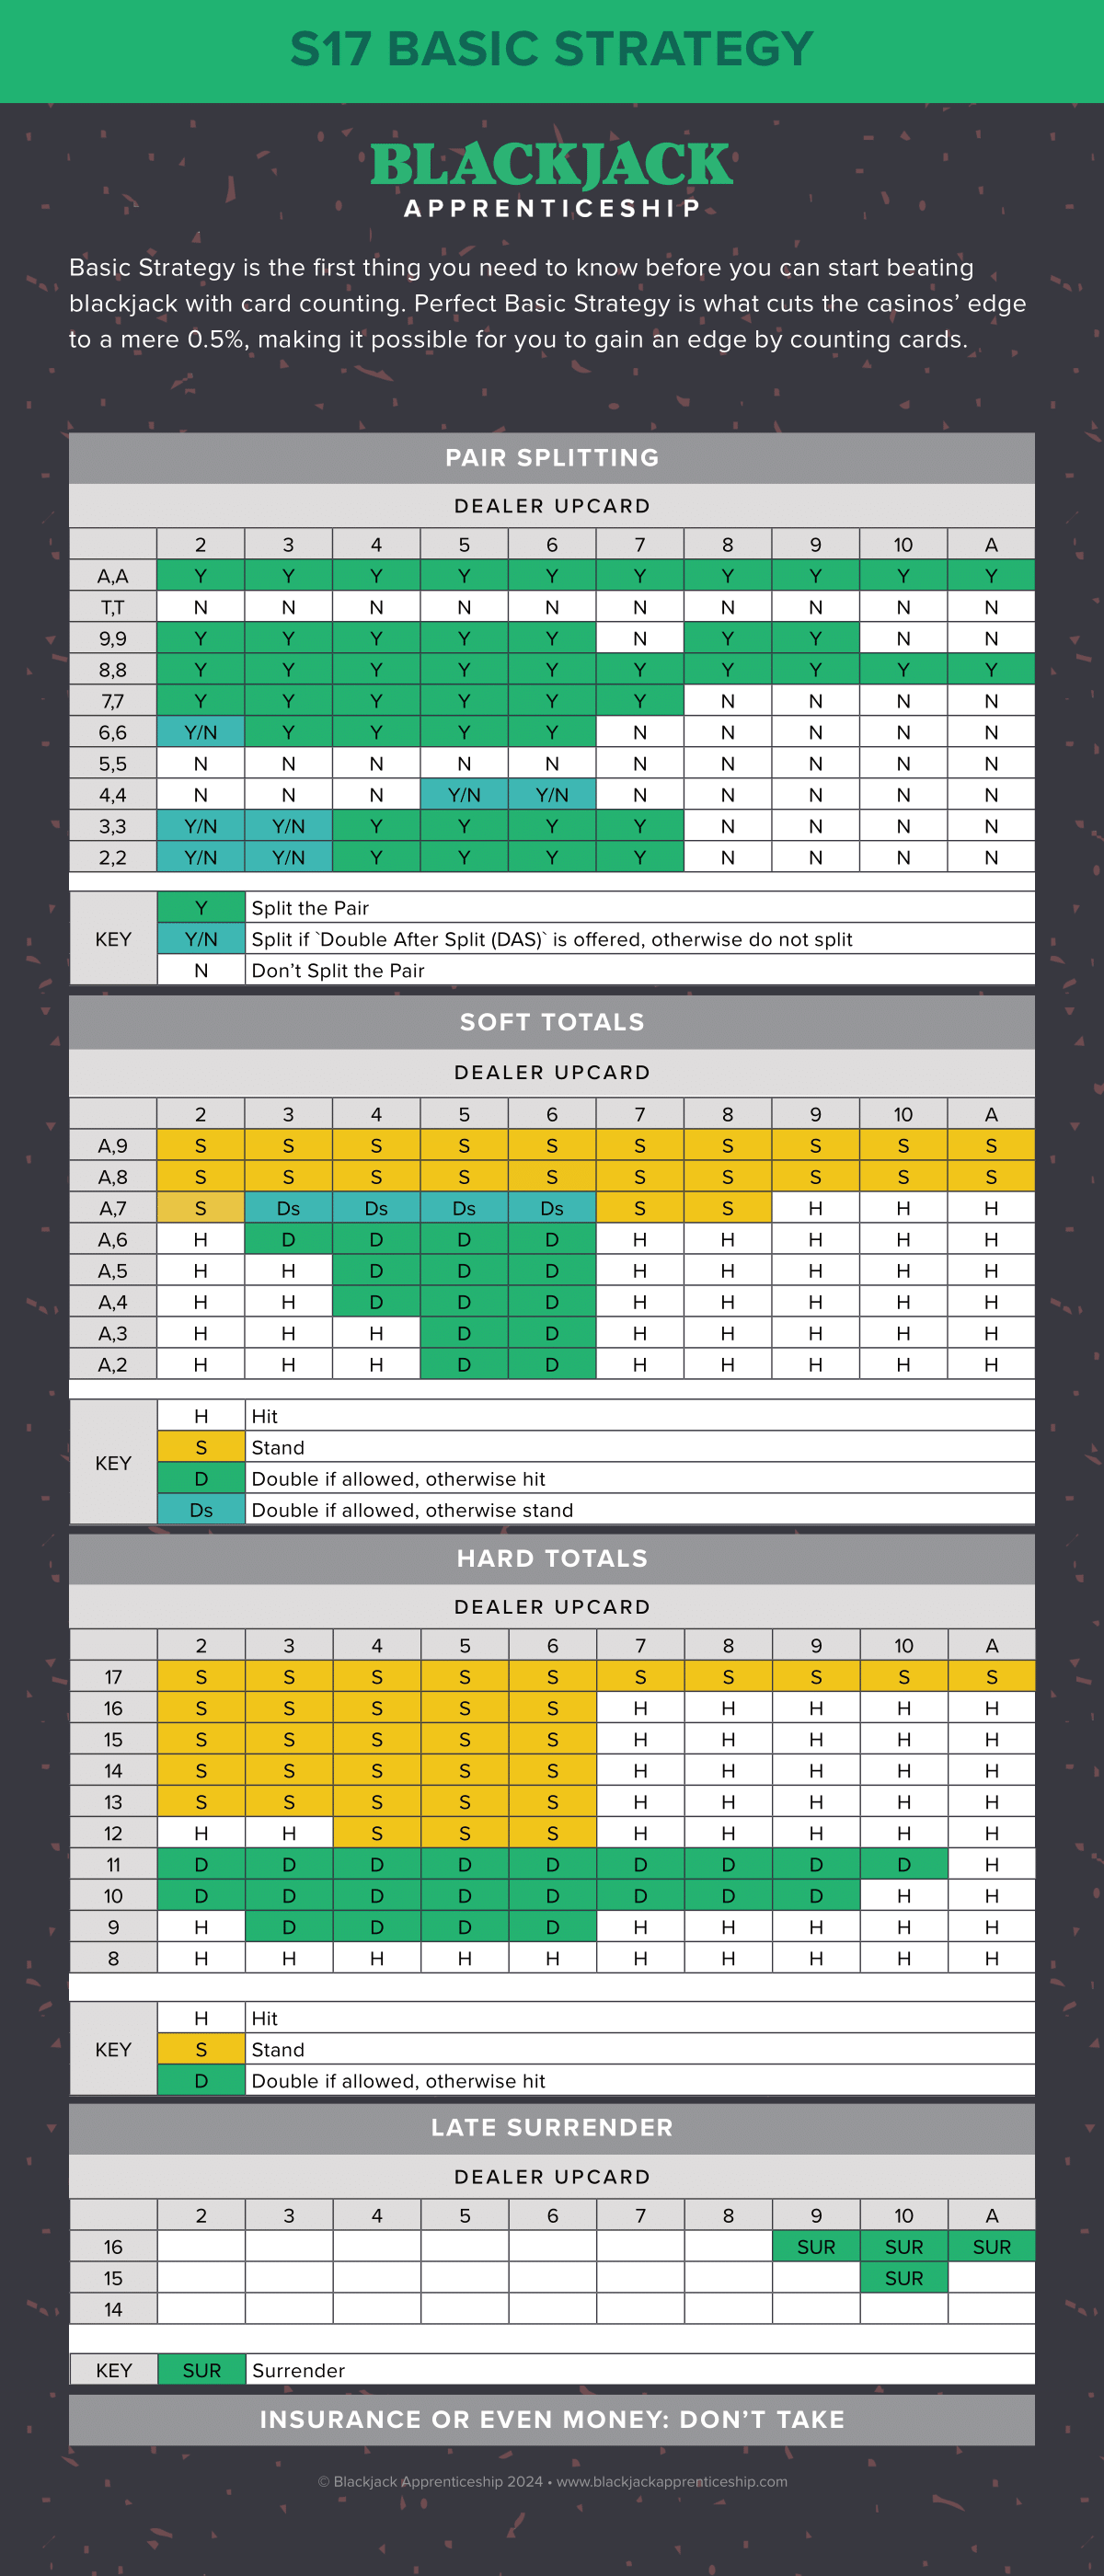 S17 BASIC STRATEGY
BLACKJACK
APPRENTICESHIP
Basic Strategy is the first thing you need to know before you can start beating
blackjack with card counting. Perfect Basic Strategy is what cuts the casinos’ edge
to a mere 0.5%, making it possible for you to gain an edge by counting cards.
PAIR SPLITTING
DEALER UPCARD
2 3 4 5 6 7 8 9 10 A
A,A Y Y Y Y Y Y Y Y Y Y
T,T N N N N N N N N N N
9,9 Y Y Y Y Y N Y Y N N
8,8 Y Y Y Y Y Y Y Y Y Y
7,7 Y Y Y Y Y Y N N N N
6,6 Y/N Y Y Y Y N N N N N
5,5 N N N N N N N N N N
4,4 N N N Y/N Y/N N N N N N
3,3 Y/N Y/N Y Y Y Y N N N N
2,2 Y/N Y/N Y Y Y Y N N N N
KEY
Y Split the Pair
Y/N Split if `Double After Split (DAS)` is offered, otherwise do not split
N Don’t Split the Pair
SOFT TOTALS
DEALER UPCARD
2 3 4 5 6 7 8 9 10 A
A,9 S S S S S S S S S S
A,8 S S S S S S S S S S
A,7 S Ds Ds Ds Ds S S H H H
A,6 H D D D D H H H H H
A,5 H H D D D H H H H H
A,4 H H D D D H H H H H
A,3 H H H D D H H H H H
A,2 H H H D D H H H H H
KEY
H Hit
S Stand
D Double if allowed, otherwise hit
Ds Double if allowed, otherwise stand
HARD TOTALS
DEALER UPCARD
2 3 4 5 6 7 8 9 10 A
17 S S S S S S S S S S
16 S S S S S H H H H H
15 S S S S S H H H H H
14 S S S S S H H H H H
13 S S S S S H H H H H
12 H H S S S H H H H H
11 D D D D D D D D D H
10 D D D D D D D D H H
9 H D D D D H H H H H
8 H H H H H H H H H H
KEY
H Hit
S Stand
D Double if allowed, otherwise hit
LATE SURRENDER
DEALER UPCARD
2 3 4 5 6 7 8 9 10 A
16 SUR SUR SUR
15 SUR
14
KEY SUR Surrender
INSURANCE OR EVEN MONEY: DON’T TAKE
© Blackjack Apprenticeship 2024 • www.blackjackapprenticeship.com